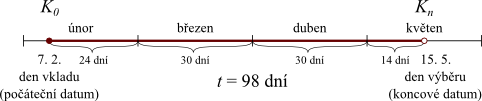 K₀ Kₙ
únor březen duben květen
7. 2. 24 dní 30 dní 30 dní 14 dní 15. 5.
den vkladu t = 98 dní den výběru
(počáteční datum) (koncové datum)